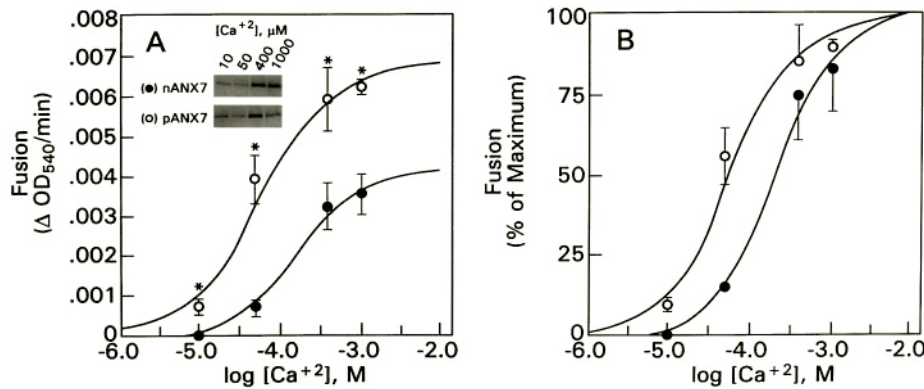 A
[Ca+2], μM
10 50 400 1000
(●) nANX7
(○) pANX7
* * * *
Fusion
(Δ OD540/min)
.008
.007
.006
.005
.004
.003
.002
.001
0
-6.0 -5.0 -4.0 -3.0 -2.0
log [Ca+2], M
B
Fusion
(% of Maximum)
100
75
50
25
0
-6.0 -5.0 -4.0 -3.0 -2.0
log [Ca+2], M